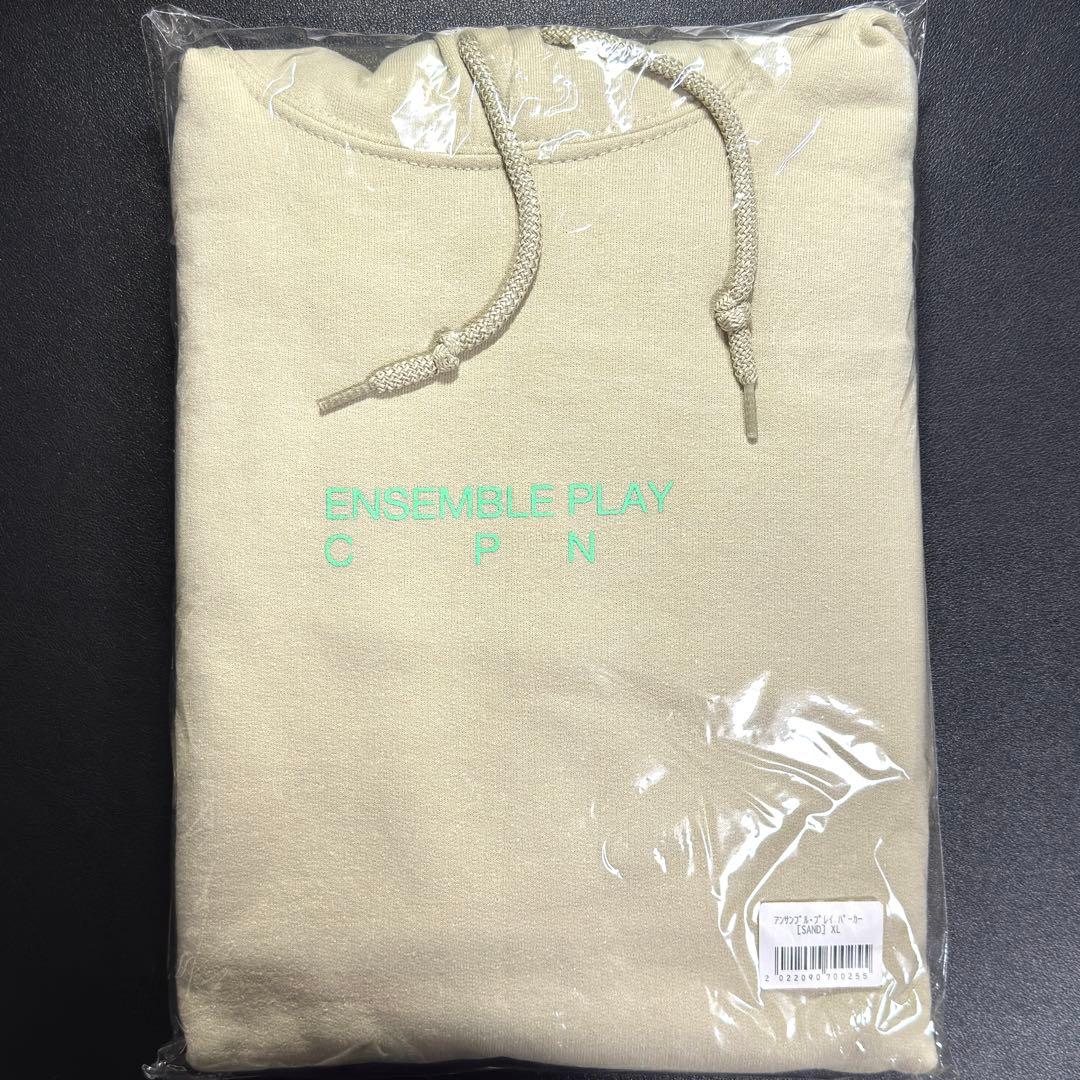 ENSEMBLE PLAY
C P N
アンサンブル・プレイ パーカー
[SAND] XL
2 022090 700255